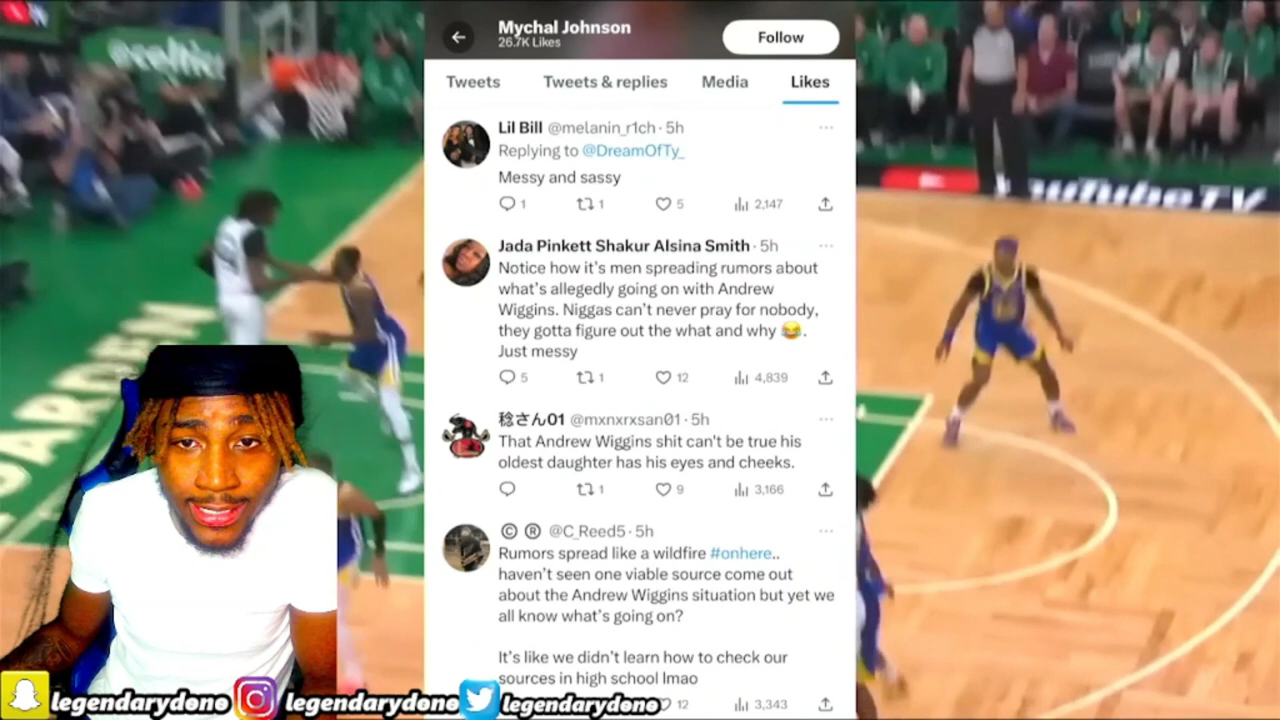 Mychal Johnson
26.7K Likes
Follow
Tweets Tweets & replies Media Likes
Lil Bill @melanin_r1ch · 5h
Replying to @DreamOfTy_
Messy and sassy
1 1 5 2,147
Jada Pinkett Shakur Alsina Smith · 5h
Notice how it's men spreading rumors about
what's allegedly going on with Andrew
Wiggins. Niggas can't never pray for nobody,
they gotta figure out the what and why 😂.
Just messy
5 1 12 4,839
稔さん01 @mxnxrxsan01 · 5h
That Andrew Wiggins shit can't be true his
oldest daughter has his eyes and cheeks.
1 9 3,166
© ® @C_Reed5 · 5h
Rumors spread like a wildfire #onhere..
haven't seen one viable source come out
about the Andrew Wiggins situation but yet we
all know what's going on?
It's like we didn't learn how to check our
sources in high school lmao
12 3,343
@celtics
GARDEN
YouTubeTV
legendarydono legendarydono legendarydono